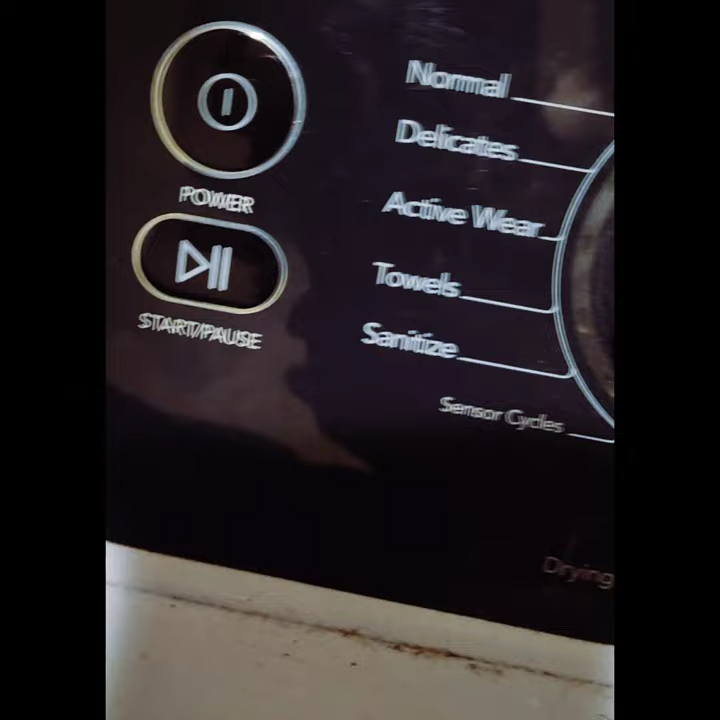 POWER
START/PAUSE
Normal
Delicates
Active Wear
Towels
Sanitize
Sensor Cycles
Drying